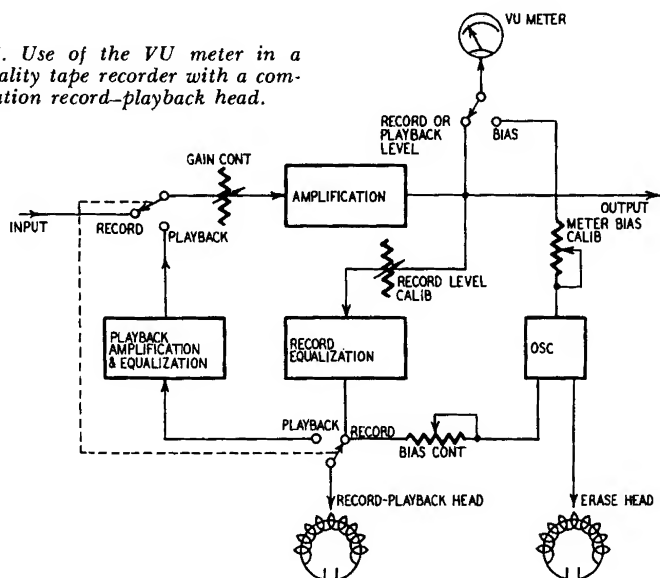 . Use of the VU meter in a
ality tape recorder with a com-
ation record–playback head.
VU METER
RECORD OR
PLAYBACK
LEVEL
BIAS
GAIN CONT
AMPLIFICATION
INPUT
RECORD
PLAYBACK
OUTPUT
METER BIAS
CALIB
RECORD LEVEL
CALIB
PLAYBACK
AMPLIFICATION
& EQUALIZATION
RECORD
EQUALIZATION
OSC
PLAYBACK
RECORD
BIAS CONT
RECORD-PLAYBACK HEAD
ERASE HEAD